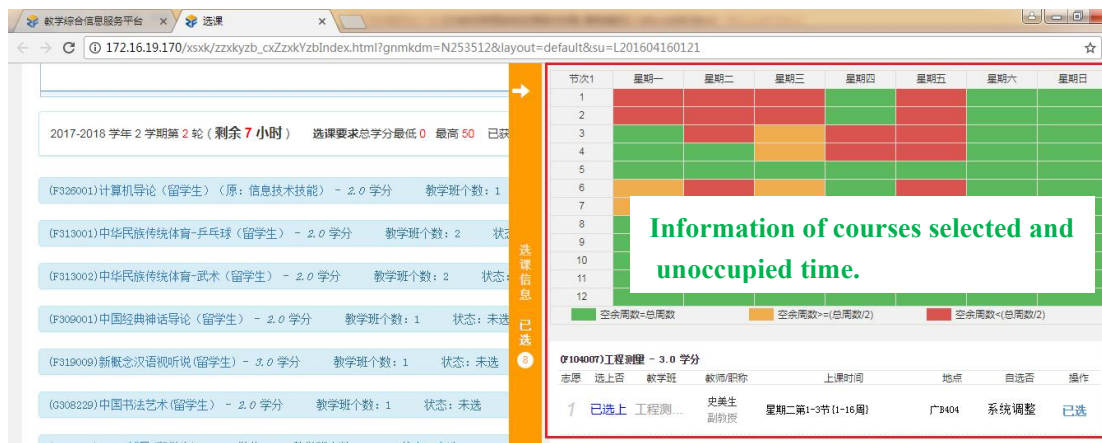 教学综合信息服务平台
选课
172.16.19.170/xsxk/zzxkyzb_cxZzxkYzbIndex.html?gnmkdm=N253512&layout=default&su=L201604160121
2017-2018 学年 2 学期第 2 轮 ( 剩余 7 小时 ) 选课要求总学分最低 0 最高 50 已获
(F326001)计算机导论（留学生）（原：信息技术技能） - 2.0 学分 教学班个数：1
(F313001)中华民族传统体育-乒乓球（留学生） - 2.0 学分 教学班个数：2 状
(F313002)中华民族传统体育-武术（留学生） - 2.0 学分 教学班个数：2 状态：
(F309001)中国经典神话导论（留学生） - 2.0 学分 教学班个数：1 状态：未选
(F319009)新概念汉语视听说(留学生) - 3.0 学分 教学班个数：1 状态：未选
(G308229)中国书法艺术(留学生) - 2.0 学分 教学班个数：1 状态：未选
选课信息 已选 8
节次1 星期一 星期二 星期三 星期四 星期五 星期六 星期日
1
2
3
4
5
6
7
8
9
10
11
12
Information of courses selected and
unoccupied time.
空余周数=总周数 空余周数>=(总周数/2) 空余周数<(总周数/2)
(F104007)工程测量 - 3.0 学分
志愿 选上否 教学班 教师/职称 上课时间 地点 自选否 操作
1 已选上 工程测... 史美生 星期二第1-3节{1-16周} 广B404 系统调整 已选
副教授